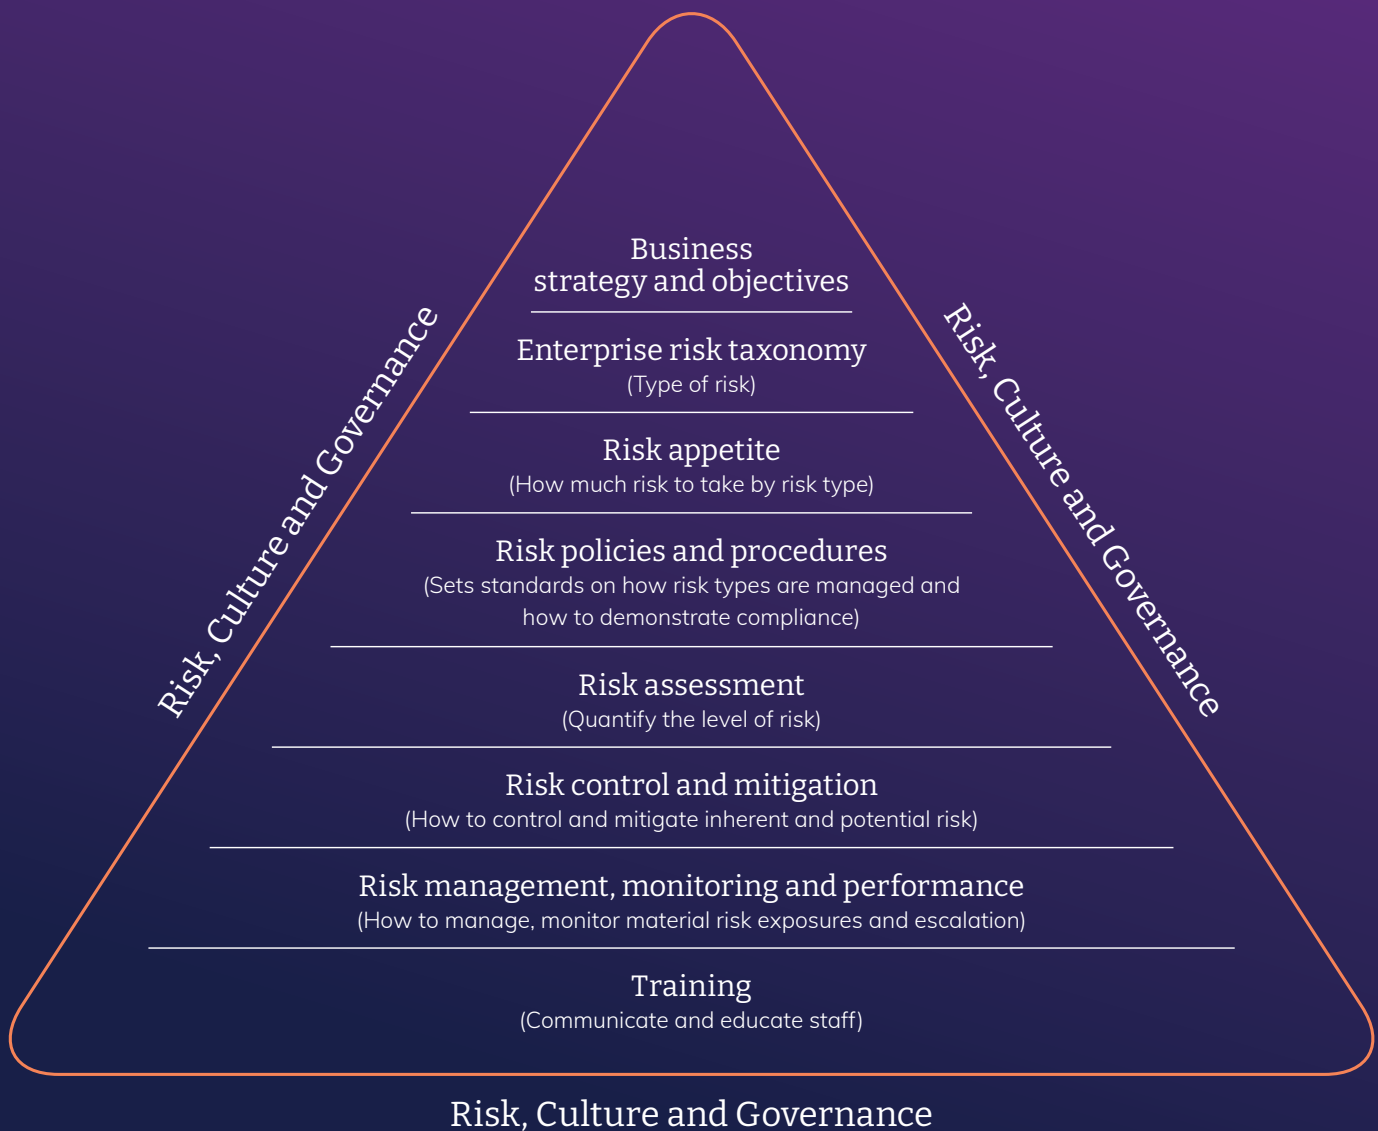 Business
strategy and objectives
Enterprise risk taxonomy
(Type of risk)
Risk appetite
(How much risk to take by risk type)
Risk policies and procedures
(Sets standards on how risk types are managed and
how to demonstrate compliance)
Risk assessment
(Quantify the level of risk)
Risk control and mitigation
(How to control and mitigate inherent and potential risk)
Risk management, monitoring and performance
(How to manage, monitor material risk exposures and escalation)
Training
(Communicate and educate staff)
Risk, Culture and Governance
Risk, Culture and Governance
Risk, Culture and Governance